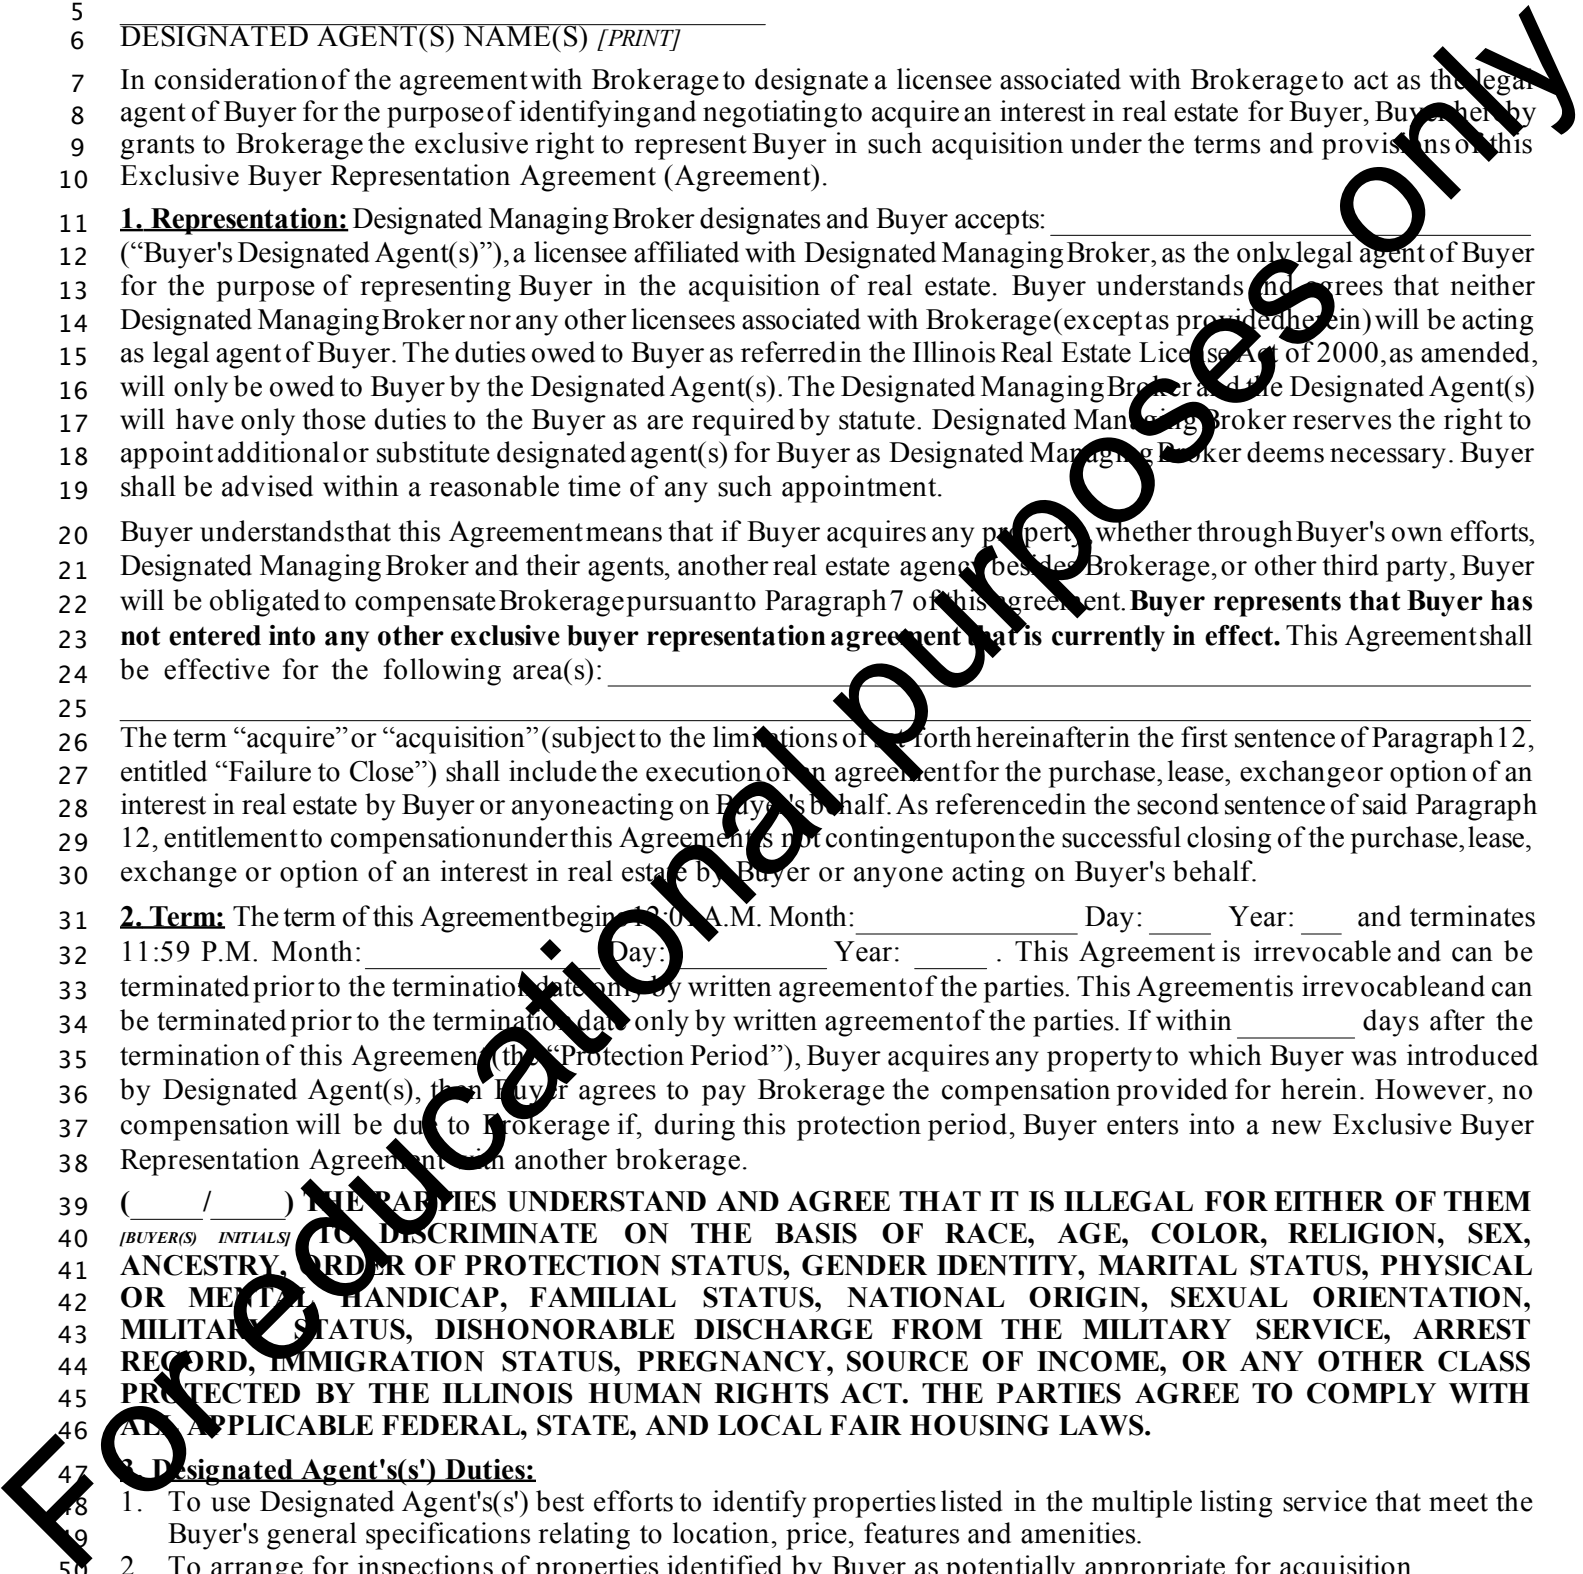 5
6 DESIGNATED AGENT(S) NAME(S) [PRINT]
7 In consideration of the agreement with Brokerage to designate a licensee associated with Brokerage to act as the legal
8 agent of Buyer for the purpose of identifying and negotiating to acquire an interest in real estate for Buyer, Buyer hereby
9 grants to Brokerage the exclusive right to represent Buyer in such acquisition under the terms and provisions of this
10 Exclusive Buyer Representation Agreement (Agreement).
11 1. Representation: Designated Managing Broker designates and Buyer accepts:
12 (“Buyer's Designated Agent(s)”), a licensee affiliated with Designated Managing Broker, as the only legal agent of Buyer
13 for the purpose of representing Buyer in the acquisition of real estate. Buyer understands and agrees that neither
14 Designated Managing Broker nor any other licensees associated with Brokerage (except as provided herein) will be acting
15 as legal agent of Buyer. The duties owed to Buyer as referred in the Illinois Real Estate License Act of 2000, as amended,
16 will only be owed to Buyer by the Designated Agent(s). The Designated Managing Broker and the Designated Agent(s)
17 will have only those duties to the Buyer as are required by statute. Designated Managing Broker reserves the right to
18 appoint additional or substitute designated agent(s) for Buyer as Designated Managing Broker deems necessary. Buyer
19 shall be advised within a reasonable time of any such appointment.
20 Buyer understands that this Agreement means that if Buyer acquires any property, whether through Buyer's own efforts,
21 Designated Managing Broker and their agents, another real estate agency besides Brokerage, or other third party, Buyer
22 will be obligated to compensate Brokerage pursuant to Paragraph 7 of this agreement. Buyer represents that Buyer has
23 not entered into any other exclusive buyer representation agreement that is currently in effect. This Agreement shall
24 be effective for the following area(s):
25
26 The term “acquire” or “acquisition” (subject to the limitations of set forth hereinafter in the first sentence of Paragraph 12,
27 entitled “Failure to Close”) shall include the execution of an agreement for the purchase, lease, exchange or option of an
28 interest in real estate by Buyer or anyone acting on Buyer's behalf. As referenced in the second sentence of said Paragraph
29 12, entitlement to compensation under this Agreement is not contingent upon the successful closing of the purchase, lease,
30 exchange or option of an interest in real estate by Buyer or anyone acting on Buyer's behalf.
31 2. Term: The term of this Agreement begins 12:01 A.M. Month: Day: Year: and terminates
32 11:59 P.M. Month: Day: Year: . This Agreement is irrevocable and can be
33 terminated prior to the termination date only by written agreement of the parties. This Agreement is irrevocable and can
34 be terminated prior to the termination date only by written agreement of the parties. If within days after the
35 termination of this Agreement (the “Protection Period”), Buyer acquires any property to which Buyer was introduced
36 by Designated Agent(s), then Buyer agrees to pay Brokerage the compensation provided for herein. However, no
37 compensation will be due to Brokerage if, during this protection period, Buyer enters into a new Exclusive Buyer
38 Representation Agreement with another brokerage.
39 ( / ) THE PARTIES UNDERSTAND AND AGREE THAT IT IS ILLEGAL FOR EITHER OF THEM
40 [BUYER(S) INITIALS] TO DISCRIMINATE ON THE BASIS OF RACE, AGE, COLOR, RELIGION, SEX,
41 ANCESTRY, ORDER OF PROTECTION STATUS, GENDER IDENTITY, MARITAL STATUS, PHYSICAL
42 OR MENTAL HANDICAP, FAMILIAL STATUS, NATIONAL ORIGIN, SEXUAL ORIENTATION,
43 MILITARY STATUS, DISHONORABLE DISCHARGE FROM THE MILITARY SERVICE, ARREST
44 RECORD, IMMIGRATION STATUS, PREGNANCY, SOURCE OF INCOME, OR ANY OTHER CLASS
45 PROTECTED BY THE ILLINOIS HUMAN RIGHTS ACT. THE PARTIES AGREE TO COMPLY WITH
46 ALL APPLICABLE FEDERAL, STATE, AND LOCAL FAIR HOUSING LAWS.
47 3. Designated Agent's(s') Duties:
48 1. To use Designated Agent's(s') best efforts to identify properties listed in the multiple listing service that meet the
49 Buyer's general specifications relating to location, price, features and amenities.
50 2. To arrange for inspections of properties identified by Buyer as potentially appropriate for acquisition.
For educational purposes only